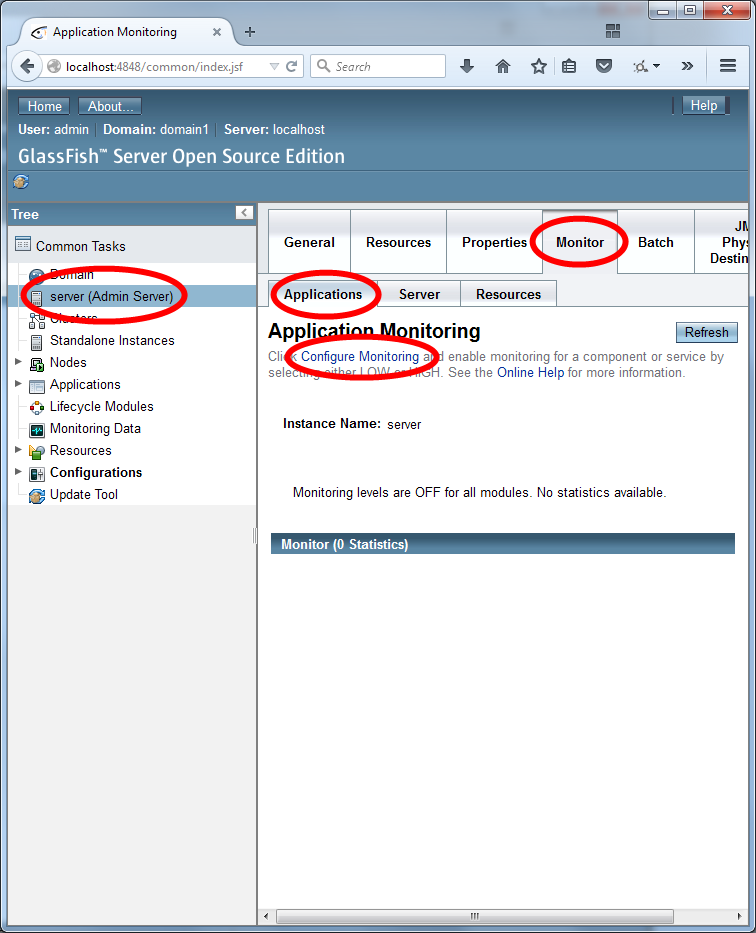 Application Monitoring
localhost:4848/common/index.jsf
Search
Home About...
Help
User: admin Domain: domain1 Server: localhost
GlassFish™ Server Open Source Edition
Tree
Common Tasks
Domain
server (Admin Server)
Clusters
Standalone Instances
Nodes
Applications
Lifecycle Modules
Monitoring Data
Resources
Configurations
Update Tool
General Resources Properties Monitor Batch
JM
Phys
Destin
Applications Server Resources
Application Monitoring
Refresh
Click Configure Monitoring and enable monitoring for a component or service by
selecting either LOW or HIGH. See the Online Help for more information.
Instance Name: server
Monitoring levels are OFF for all modules. No statistics available.
Monitor (0 Statistics)